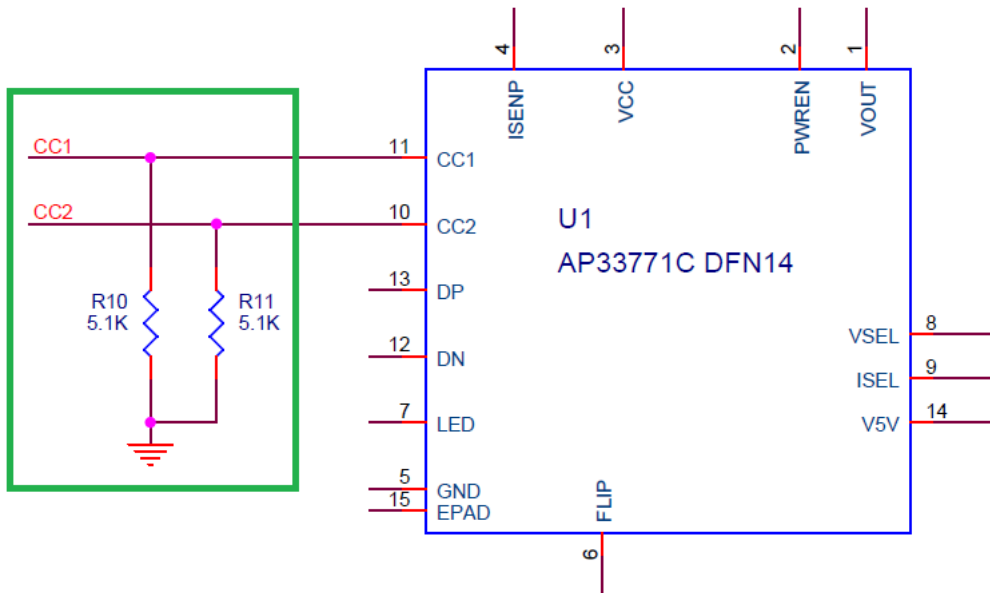 4
3
2
1
ISENP
VCC
PWREN
VOUT
CC1
11
CC1
CC2
10
CC2
U1
AP33771C DFN14
13
DP
R10
5.1K
R11
5.1K
12
DN
8
VSEL
9
ISEL
7
LED
14
V5V
5
GND
15
EPAD
FLIP
6